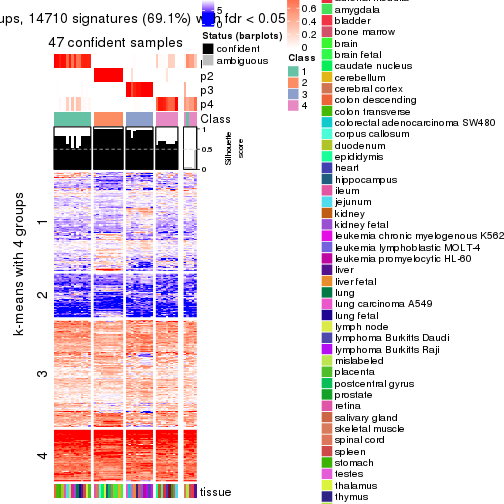 ups, 14710 signatures (69.1%) with fdr < 0.05
47 confident samples
p2
p3
p4
Class
1
0.5
0
Silhouette
score
k-means with 4 groups
1
2
3
4
tissue
5
0
Status (barplots)
confident
ambiguous
0.6
0.4
0.2
0
Class
1
2
3
4
amygdala
bladder
bone marrow
brain
brain fetal
caudate nucleus
cerebellum
cerebral cortex
colon descending
colon transverse
colorectal adenocarcinoma SW480
corpus callosum
duodenum
epididymis
heart
hippocampus
ileum
jejunum
kidney
kidney fetal
leukemia chronic myelogenous K562
leukemia lymphoblastic MOLT-4
leukemia promyelocytic HL-60
liver
liver fetal
lung
lung carcinoma A549
lung fetal
lymph node
lymphoma Burkitts Daudi
lymphoma Burkitts Raji
mislabeled
placenta
postcentral gyrus
prostate
retina
salivary gland
skeletal muscle
spinal cord
spleen
stomach
testes
thalamus
thymus